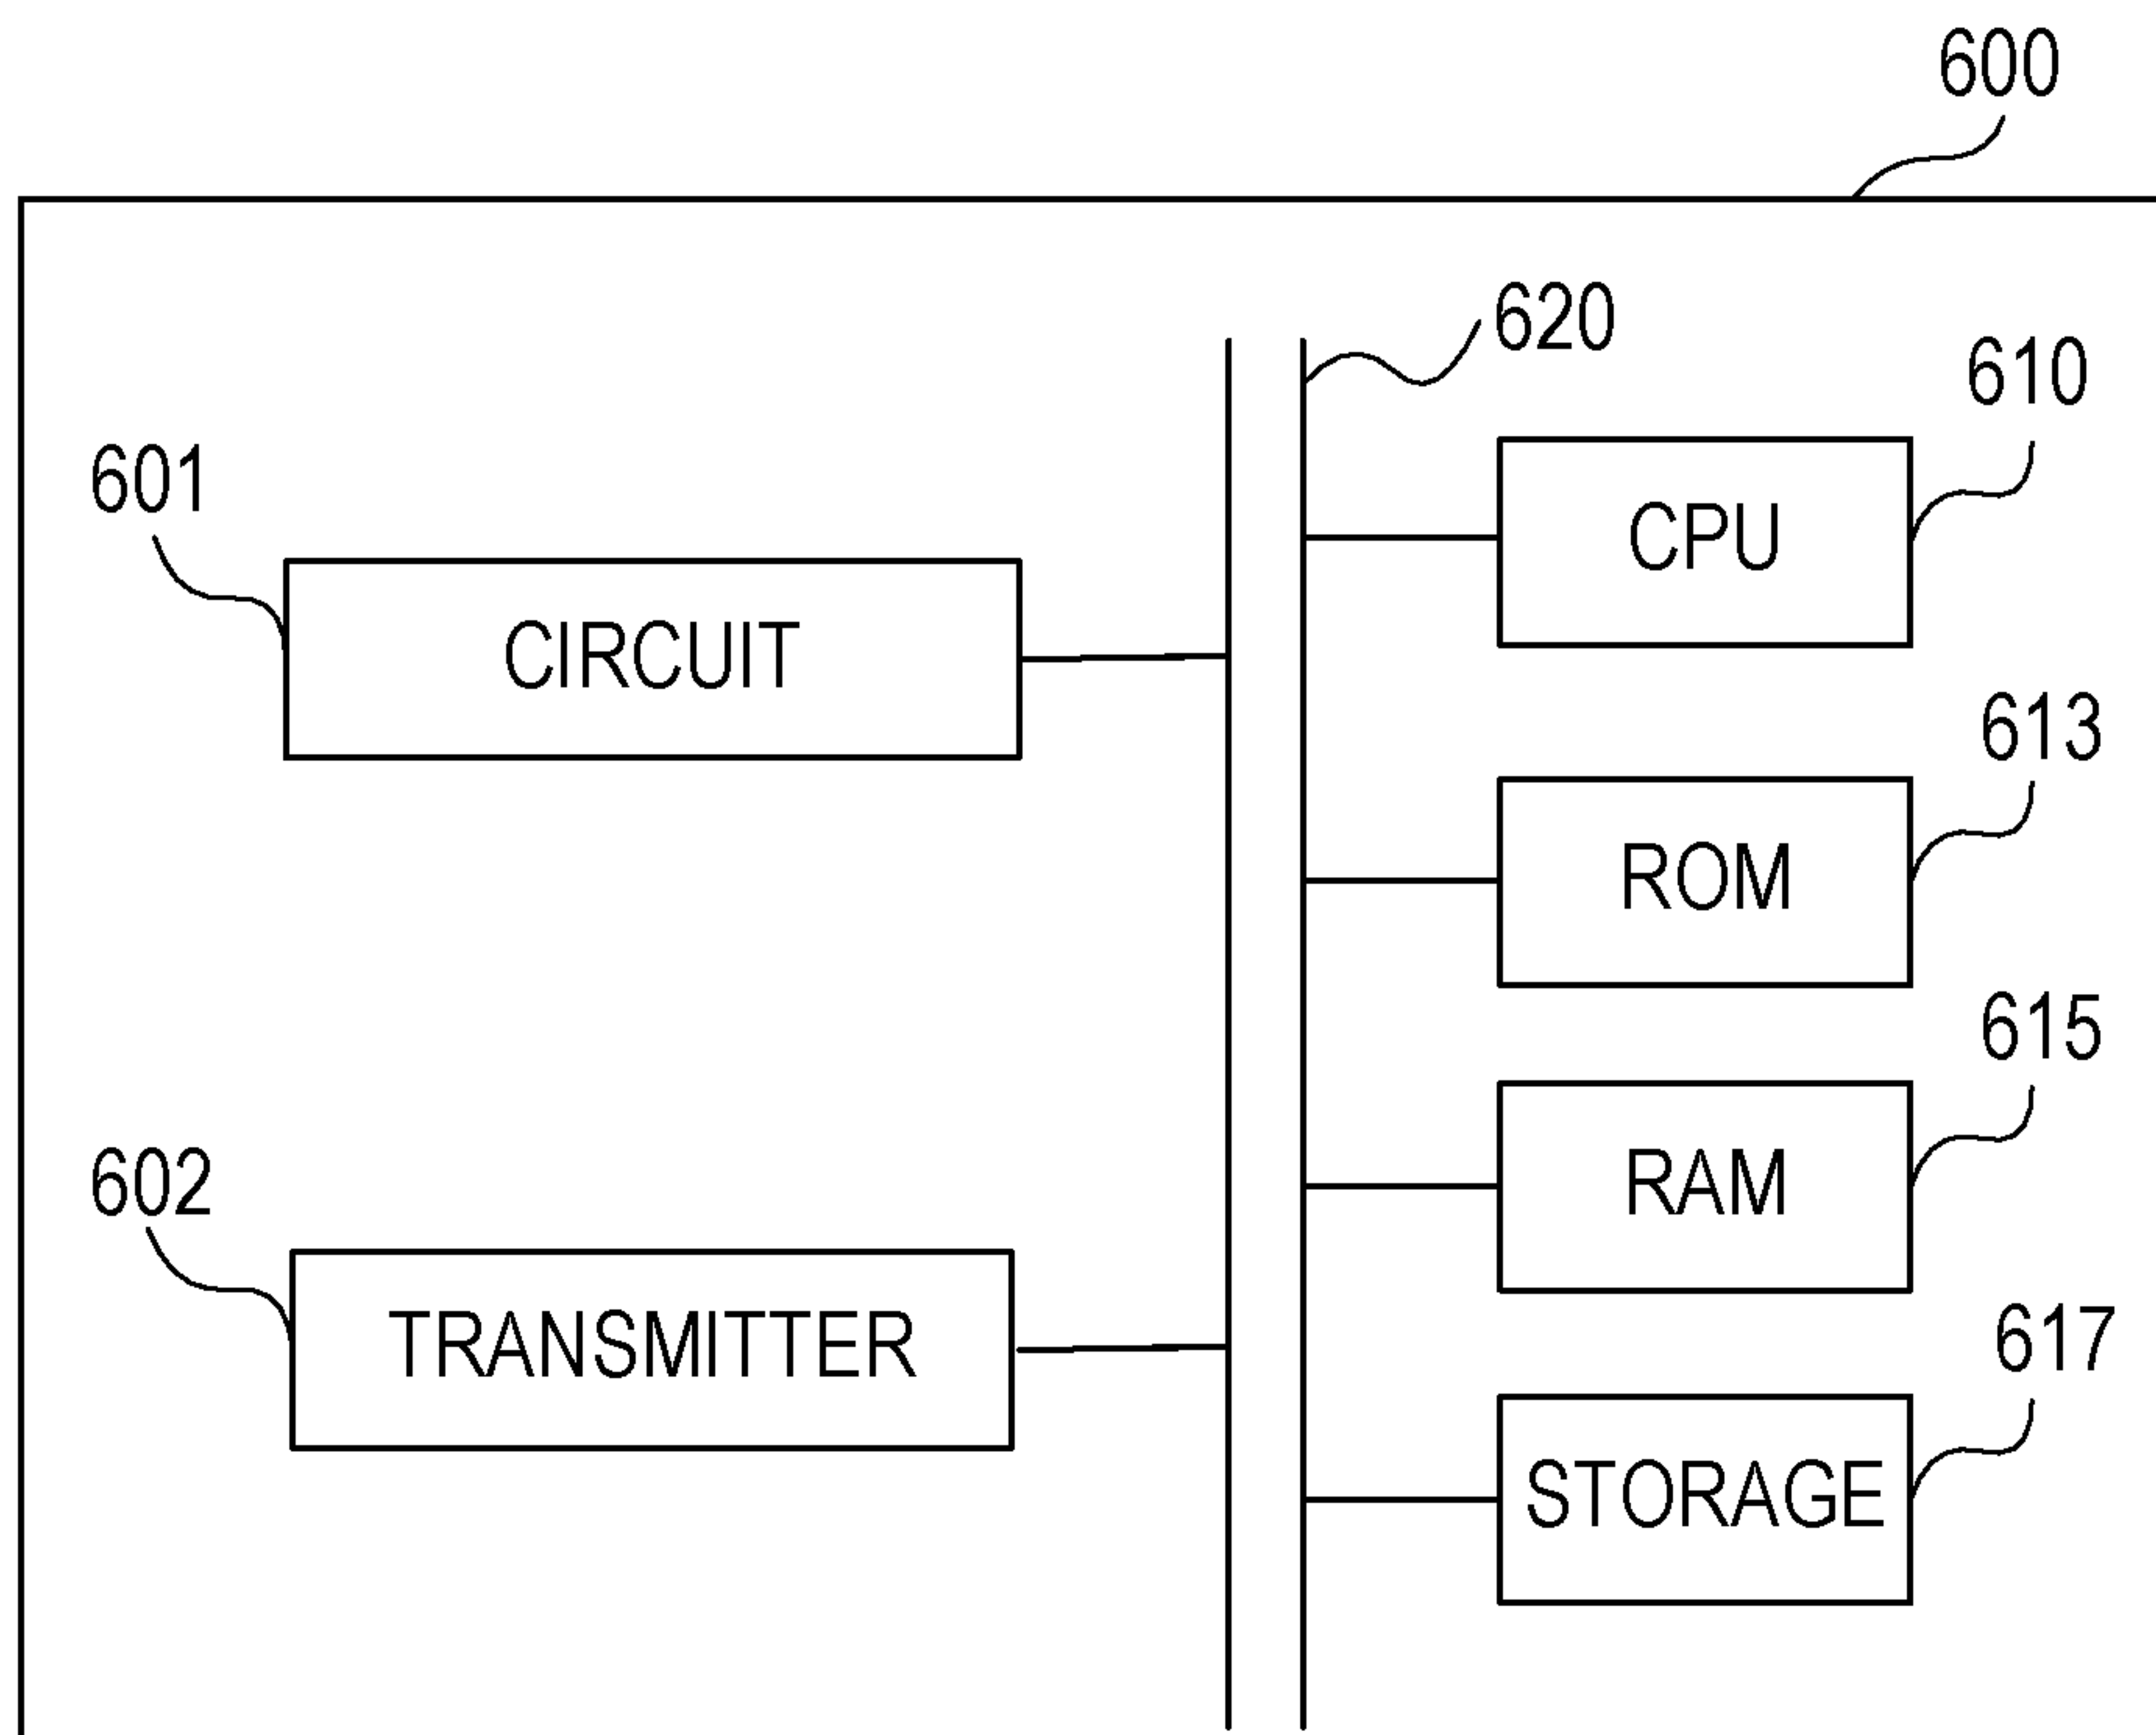 600
620
610
601
CPU
CIRCUIT
613
ROM
615
602
RAM
TRANSMITTER
617
STORAGE